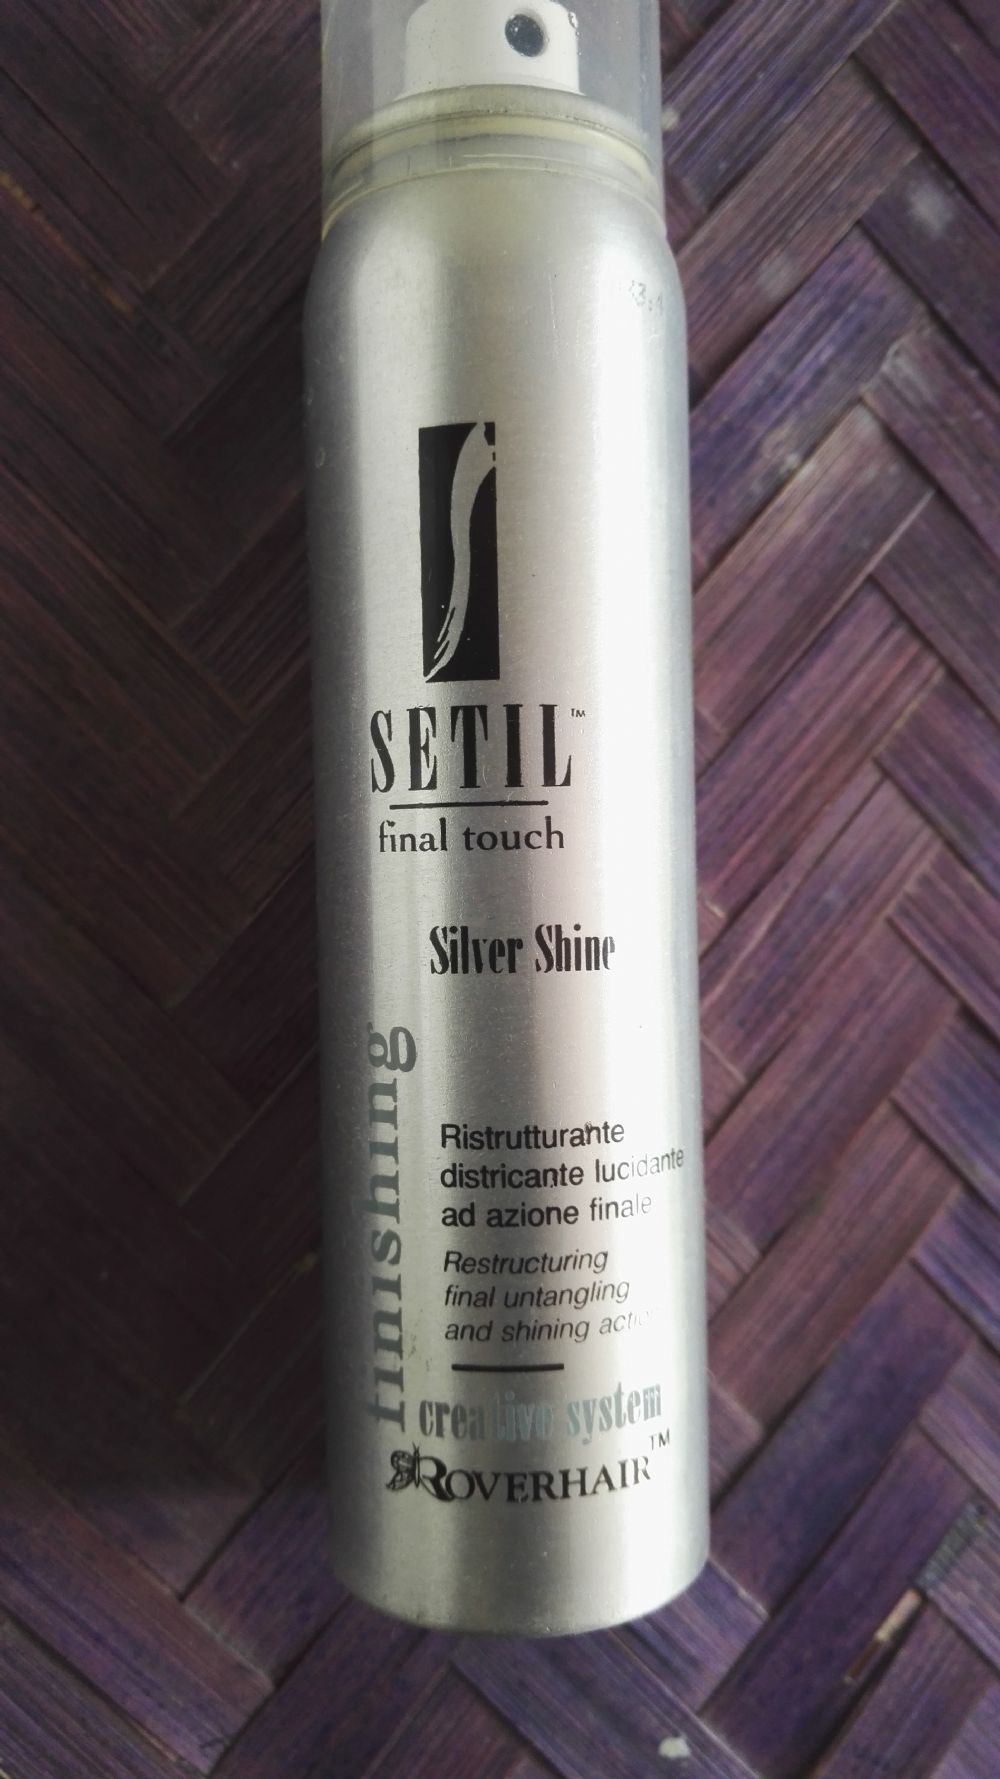 SETIL™
final touch
Silver Shine
finishing
Ristrutturante
districante lucidante
ad azione finale
Restructuring
final untangling
and shining action
creative system
ROVERHAIR™